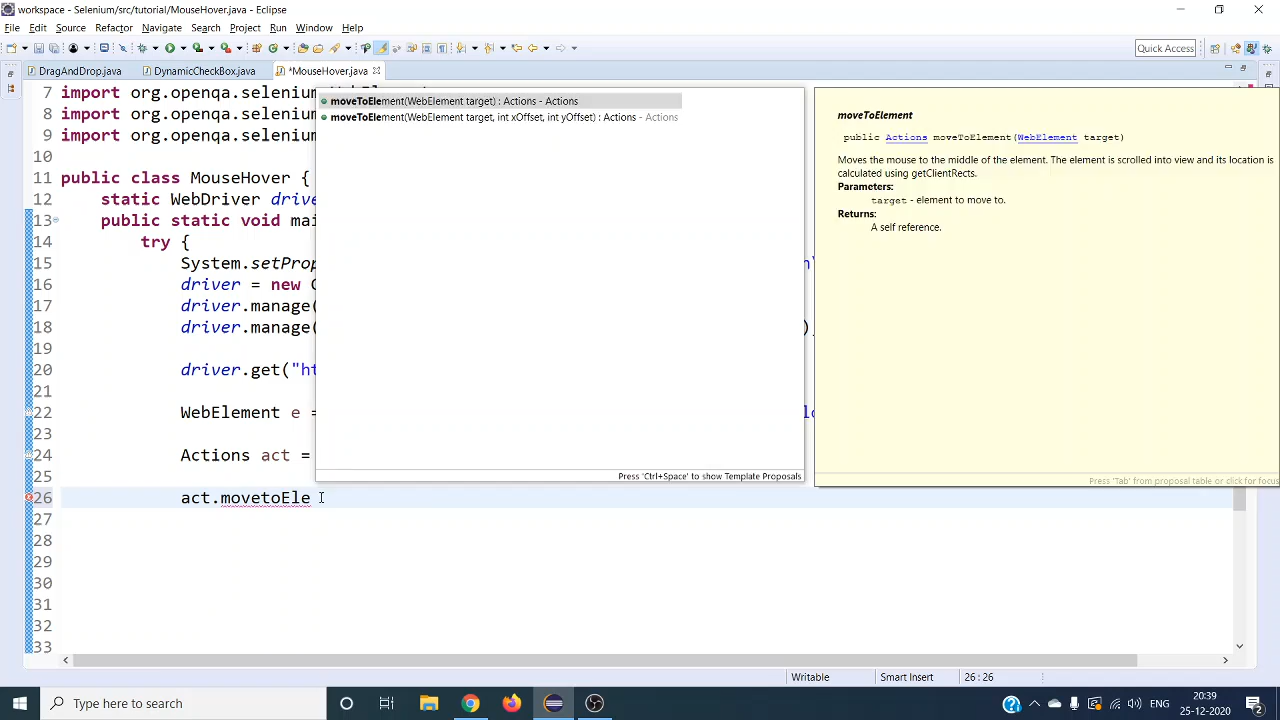 workspace - Selenium/src/tutorial/MouseHover.java - Eclipse
File Edit Source Refactor Navigate Search Project Run Window Help
Quick Access
DragAndDrop.java DynamicCheckBox.java *MouseHover.java
7 import org.openqa.selenium
8 import org.openqa.selenium
9 import org.openqa.selenium
10
11 public class MouseHover {
12 static WebDriver drive
13 public static void mai
14 try {
15 System.setProp
16 driver = new
17 driver.manage(
18 driver.manage(
19
20 driver.get("ht
21
22 WebElement e =
23
24 Actions act =
25
26 act.movetoEle
27
28
29
30
31
32
33
moveToElement(WebElement target) : Actions - Actions
moveToElement(WebElement target, int xOffset, int yOffset) : Actions - Actions
Press 'Ctrl+Space' to show Template Proposals
moveToElement
public Actions moveToElement(WebElement target)
Moves the mouse to the middle of the element. The element is scrolled into view and its location is
calculated using getClientRects.
Parameters:
target - element to move to.
Returns:
A self reference.
Press 'Tab' from proposal table or click for focus
Writable Smart Insert 26 : 26
Type here to search
ENG
20:39
25-12-2020
2